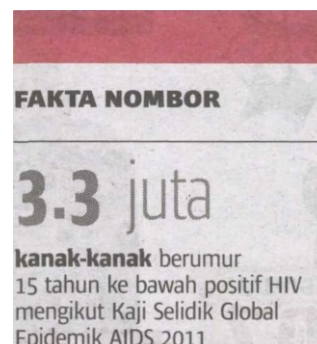 FAKTA NOMBOR
3.3 juta
kanak-kanak berumur
15 tahun ke bawah positif HIV
mengikut Kaji Selidik Global
Epidemik AIDS 2011